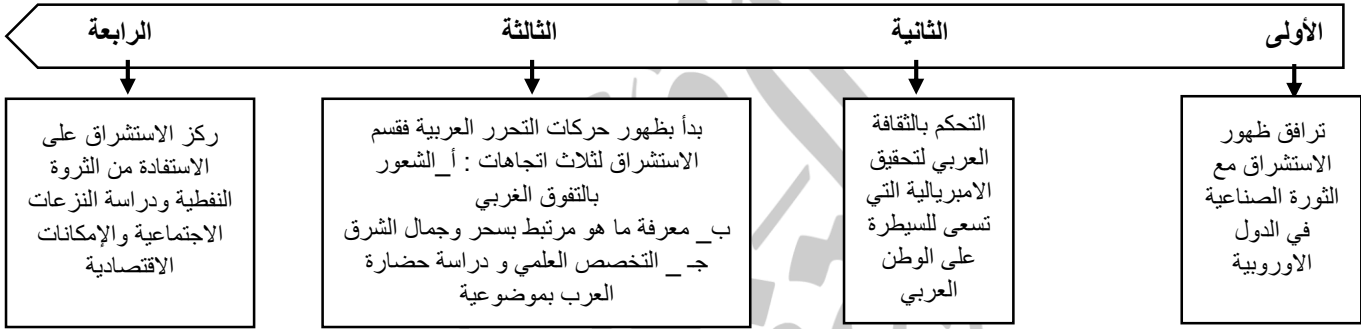 الأولى
الثانية
الثالثة
الرابعة
ترافق ظهور
الاستشراق مع
الثورة الصناعية
في الدول
الاوروبية
التحكم بالثقافة
العربي لتحقيق
الامبريالية التي
تسعى للسيطرة
على الوطن
العربي
بدأ بظهور حركات التحرر العربية فقسم
الاستشراق لثلاث اتجاهات : أ_ الشعور
بالتفوق الغربي
ب_ معرفة ما هو مرتبط بسحر وجمال الشرق
جـ _ التخصص العلمي و دراسة حضارة
العرب بموضوعية
ركز الاستشراق على
الاستفادة من الثروة
النفطية ودراسة النزعات
الاجتماعية والإمكانات
الاقتصادية